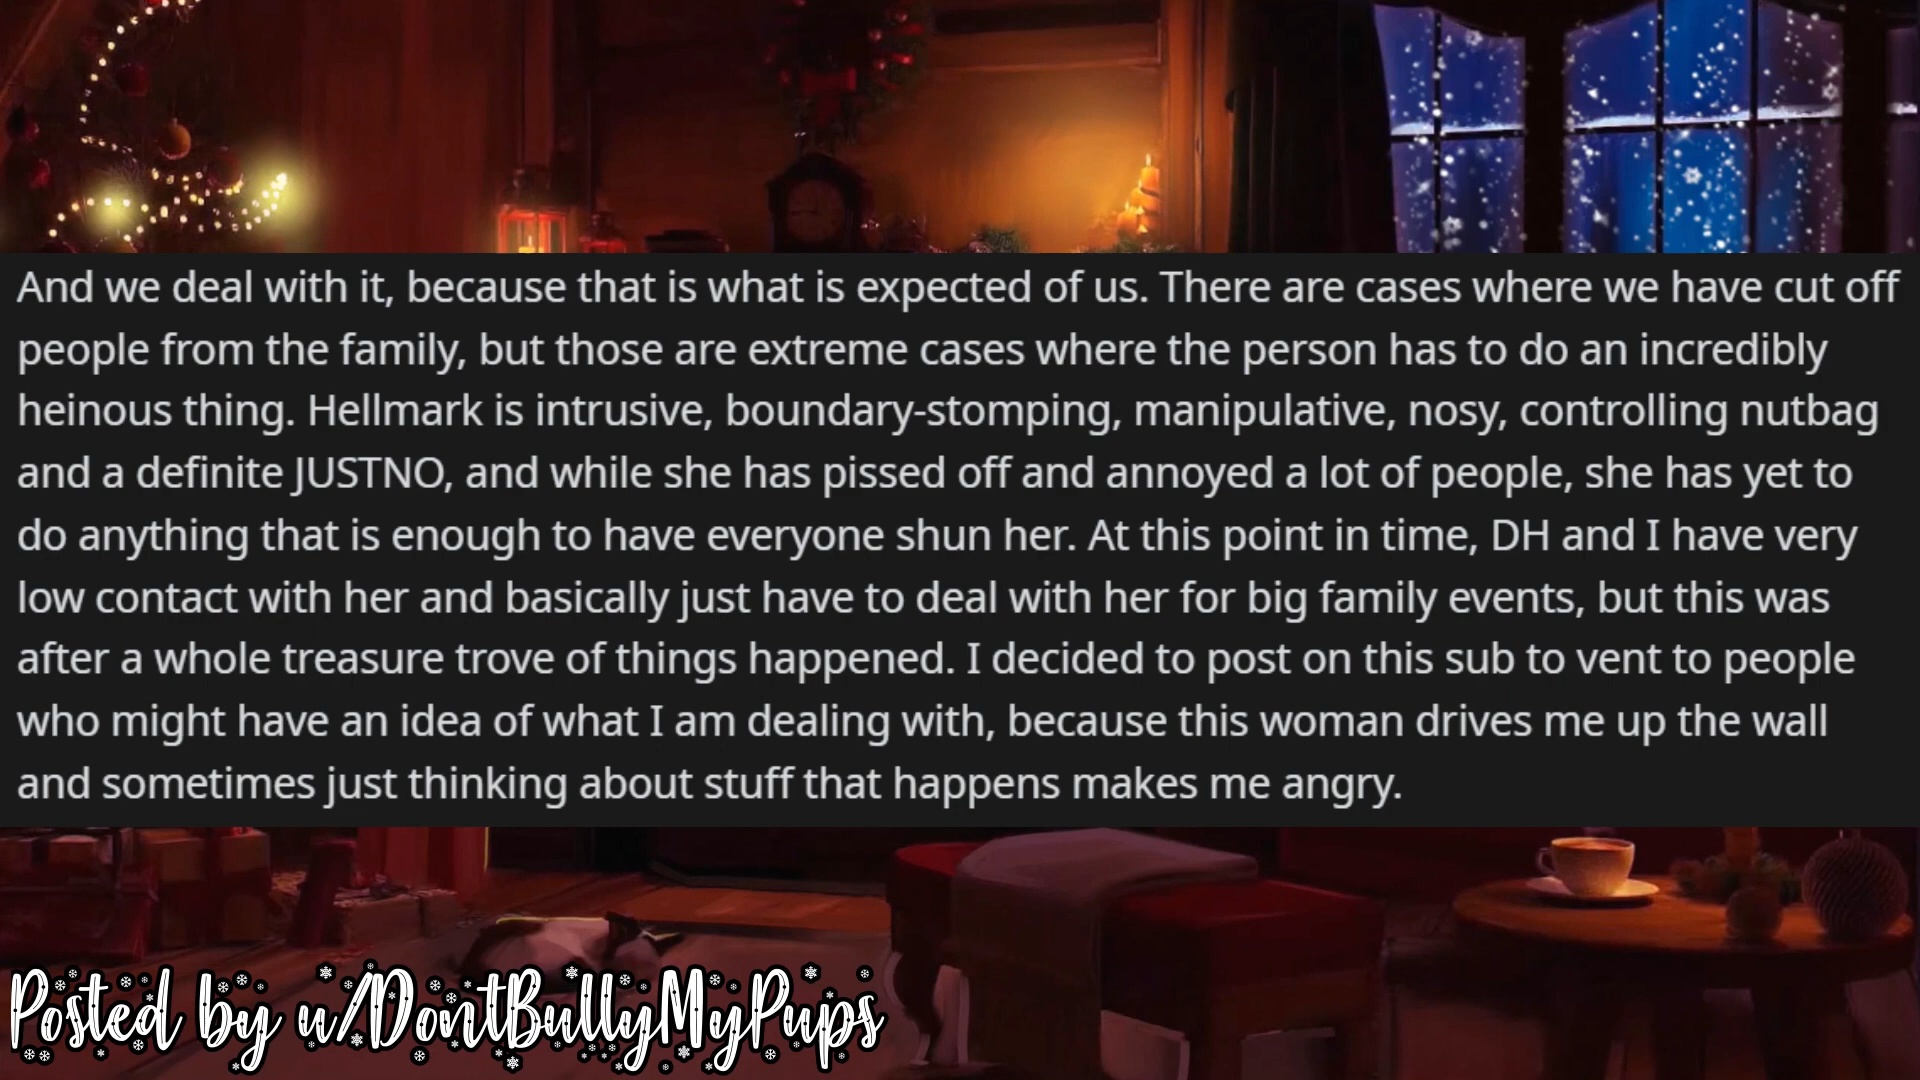 And we deal with it, because that is what is expected of us. There are cases where we have cut off
people from the family, but those are extreme cases where the person has to do an incredibly
heinous thing. Hellmark is intrusive, boundary-stomping, manipulative, nosy, controlling nutbag
and a definite JUSTNO, and while she has pissed off and annoyed a lot of people, she has yet to
do anything that is enough to have everyone shun her. At this point in time, DH and I have very
low contact with her and basically just have to deal with her for big family events, but this was
after a whole treasure trove of things happened. I decided to post on this sub to vent to people
who might have an idea of what I am dealing with, because this woman drives me up the wall
and sometimes just thinking about stuff that happens makes me angry.
Posted by u/DontBullyMyPups